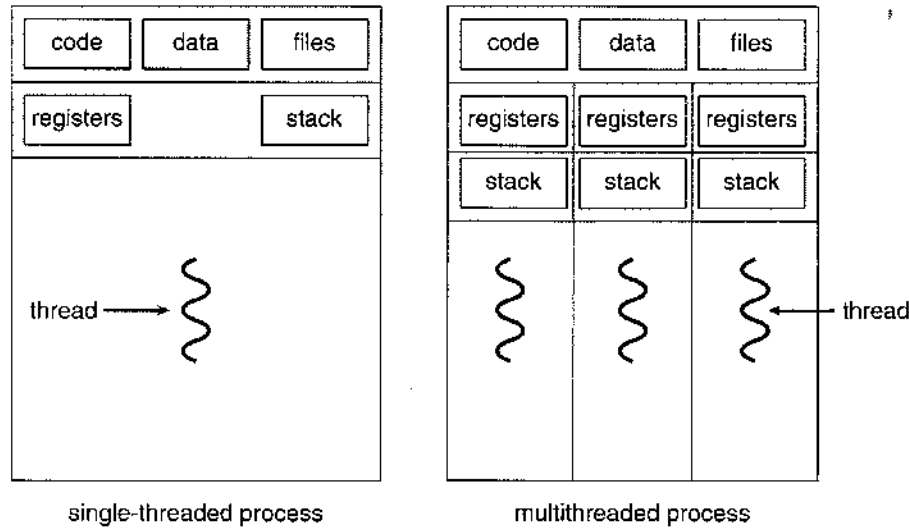 code data files
registers stack
thread
single-threaded process
code data files
registers registers registers
stack stack stack
thread
multithreaded process